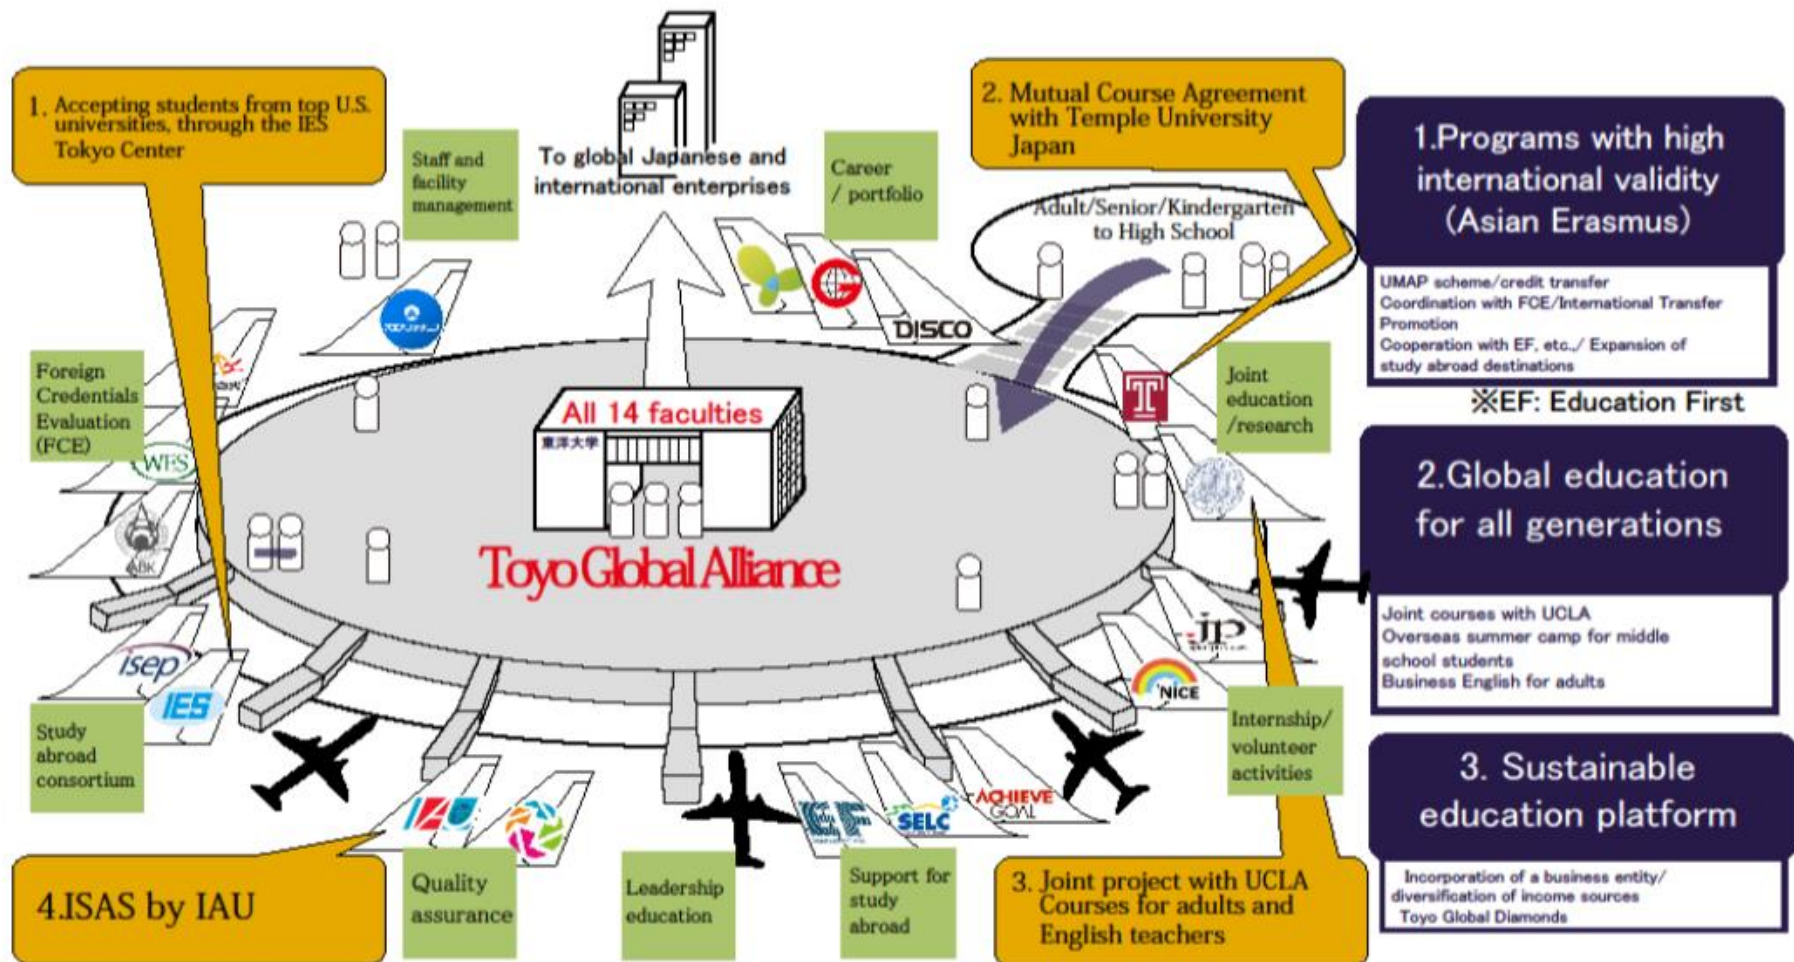 1. Accepting students from top U.S.
universities, through the IES
Tokyo Center
Staff and
facility
management
To global Japanese and
international enterprises
Career
/ portfolio
2. Mutual Course Agreement
with Temple University
Japan
Adult/Senior/Kindergarten
to High School
DISCO
Foreign
Credentials
Evaluation
(FCE)
WES
ABK
All 14 faculties
東洋大学
Toyo Global Alliance
T
Joint
education
/research
isep
IES
Study
abroad
consortium
.jp
NICE
Internship/
volunteer
activities
IAU
EF
SELC
ACHIEVE
GOAL
4.ISAS by IAU
Quality
assurance
Leadership
education
Support for
study
abroad
3. Joint project with UCLA
Courses for adults and
English teachers
1.Programs with high
international validity
(Asian Erasmus)
UMAP scheme/credit transfer
Coordination with FCE/International Transfer
Promotion
Cooperation with EF, etc.,/ Expansion of
study abroad destinations
※EF: Education First
2.Global education
for all generations
Joint courses with UCLA
Overseas summer camp for middle
school students
Business English for adults
3. Sustainable
education platform
Incorporation of a business entity/
diversification of income sources
Toyo Global Diamonds